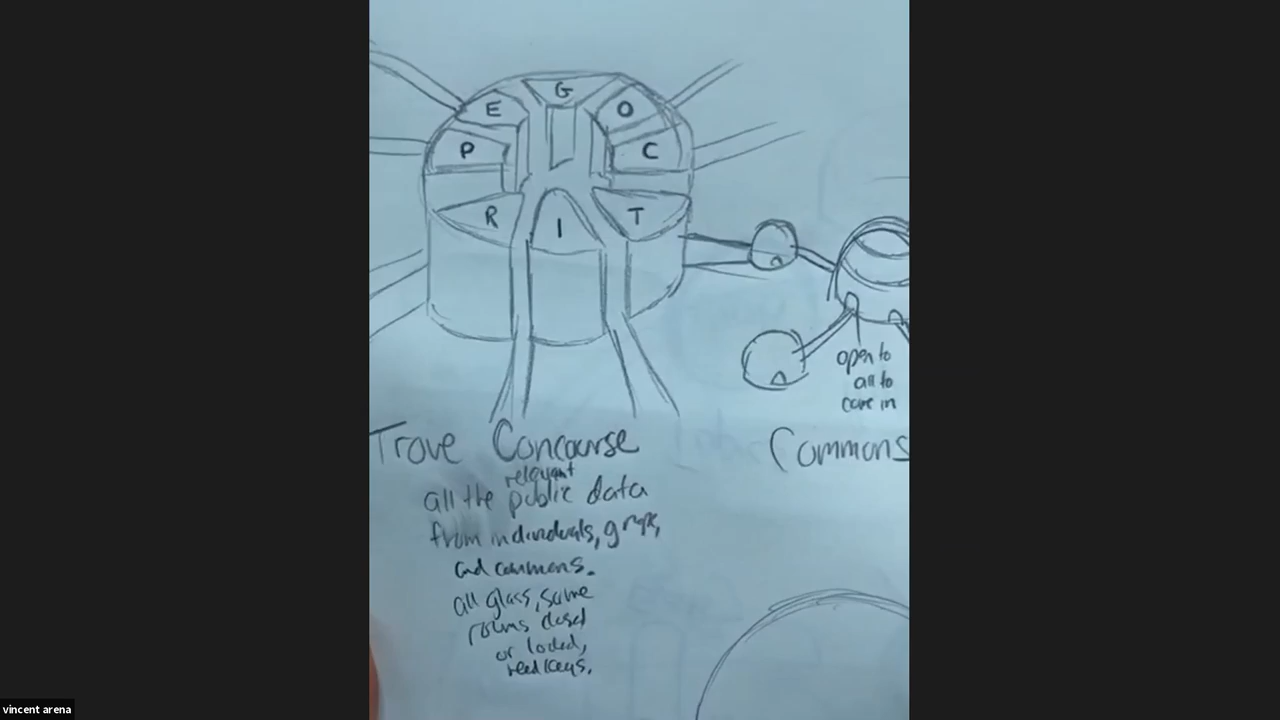 G
E
O
P
C
R
I
T
open to
all to
come in
Trove Concourse
Commons
relevant
all the public data
from individuals, groups,
and commons.
all glass, some
rooms closed
or locked,
need keys.
vincent arena